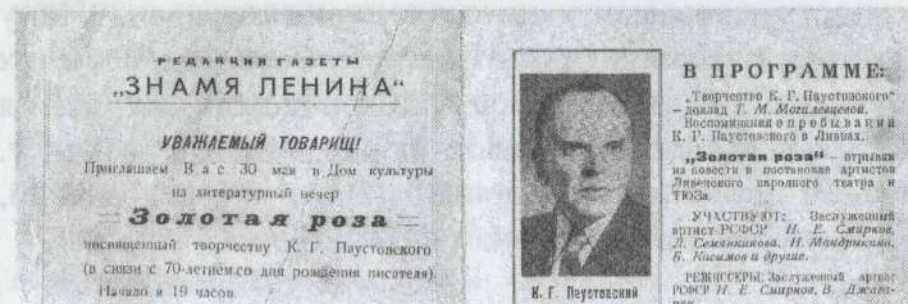 РЕДАКЦИЯ ГАЗЕТЫ
„ЗНАМЯ ЛЕНИНА“
УВАЖАЕМЫЙ ТОВАРИЩ!
Приглашаем Вас 30 мая в Дом культуры
на литературный вечер
Золотая роза
посвященный творчеству К. Г. Паустовского
(в связи с 70-летием со дня рождения писателя).
Начало в 19 часов.
К. Г. Паустовский
В ПРОГРАММЕ:
„Творчество К. Г. Паустовского“
– доклад Т. М. Могилевцевой.
Воспоминания о пребывании
К. Г. Паустовского в Ливнах.
„Золотая роза“ – отрывки
из повести в постановке артистов
Ливенского народного театра и
ТЮЗа.
УЧАСТВУЮТ: Заслуженный
артист РСФСР Н. Е. Смирнов,
Л. Семянникова, Н. Мандрыкина,
Б. Касымов и другие.
РЕЖИССЕРЫ: Заслуженный артист
РСФСР Н. Е. Смирнов, В. Джага-